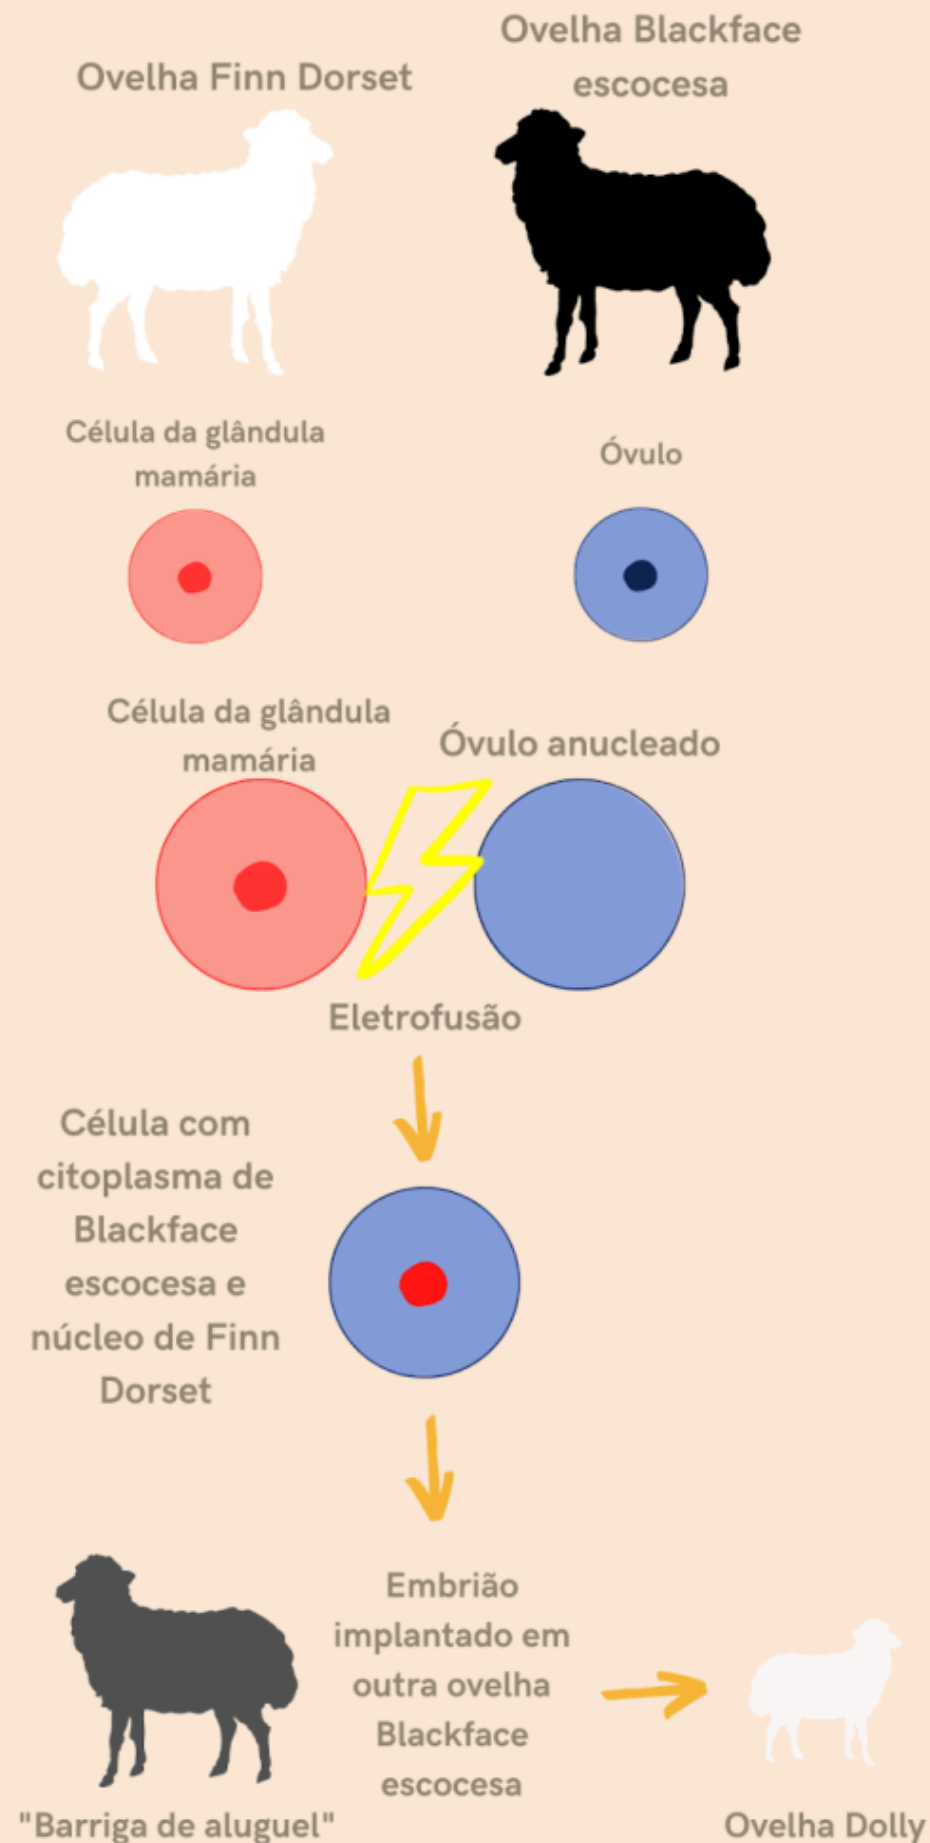 Ovelha Finn Dorset
Ovelha Blackface
escocesa
Célula da glândula
mamária
Óvulo
Célula da glândula
mamária
Óvulo anucleado
Eletrofusão
Célula com
citoplasma de
Blackface
escocesa e
núcleo de Finn
Dorset
Embrião
implantado em
outra ovelha
Blackface
escocesa
"Barriga de aluguel"
Ovelha Dolly